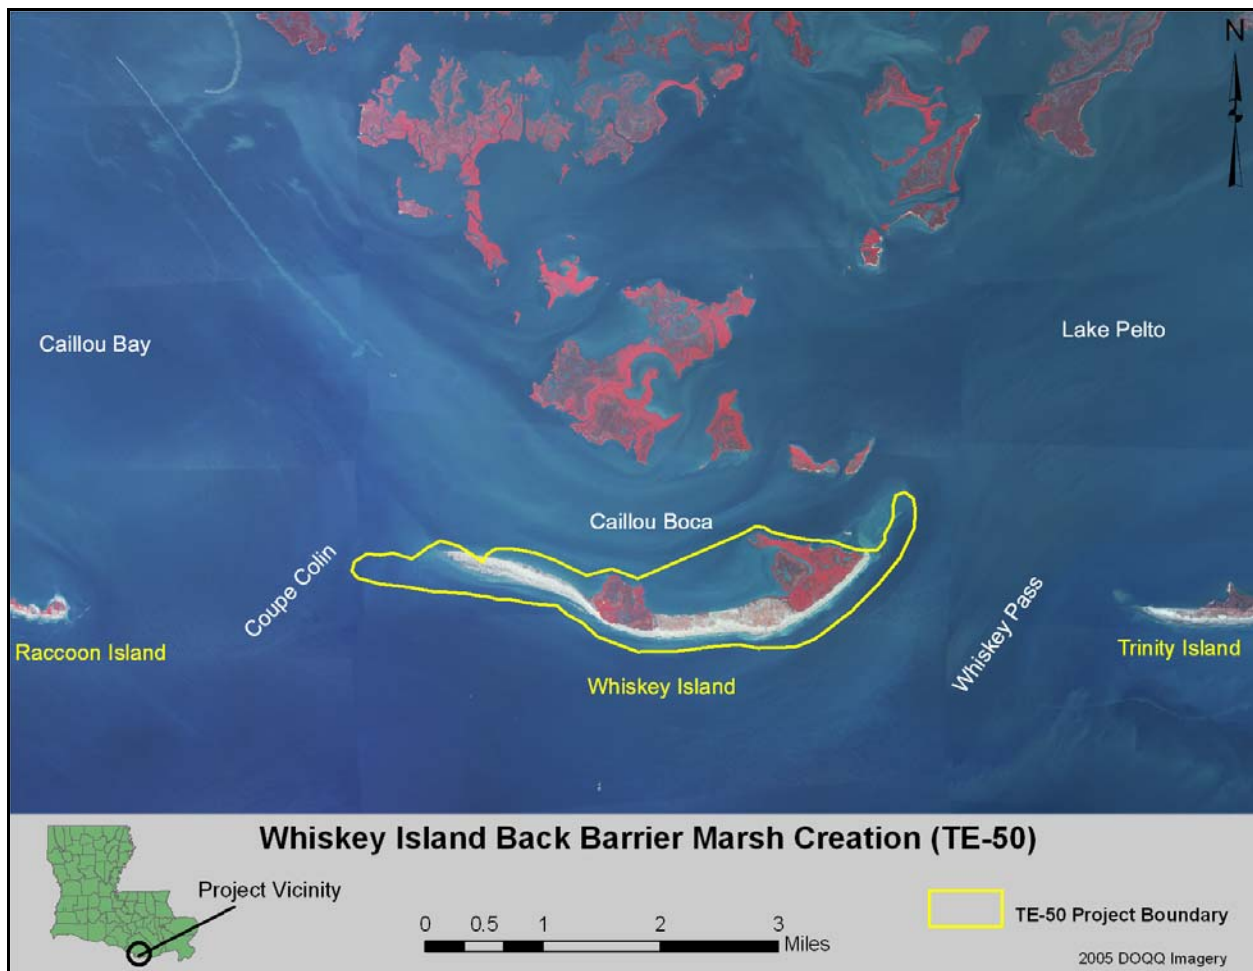 N
Caillou Bay
Lake Pelto
Caillou Boca
Coupe Colin
Whiskey Pass
Raccoon Island
Trinity Island
Whiskey Island
Whiskey Island Back Barrier Marsh Creation (TE-50)
Project Vicinity
0 0.5 1 2 3
Miles
TE-50 Project Boundary
2005 DOQQ Imagery